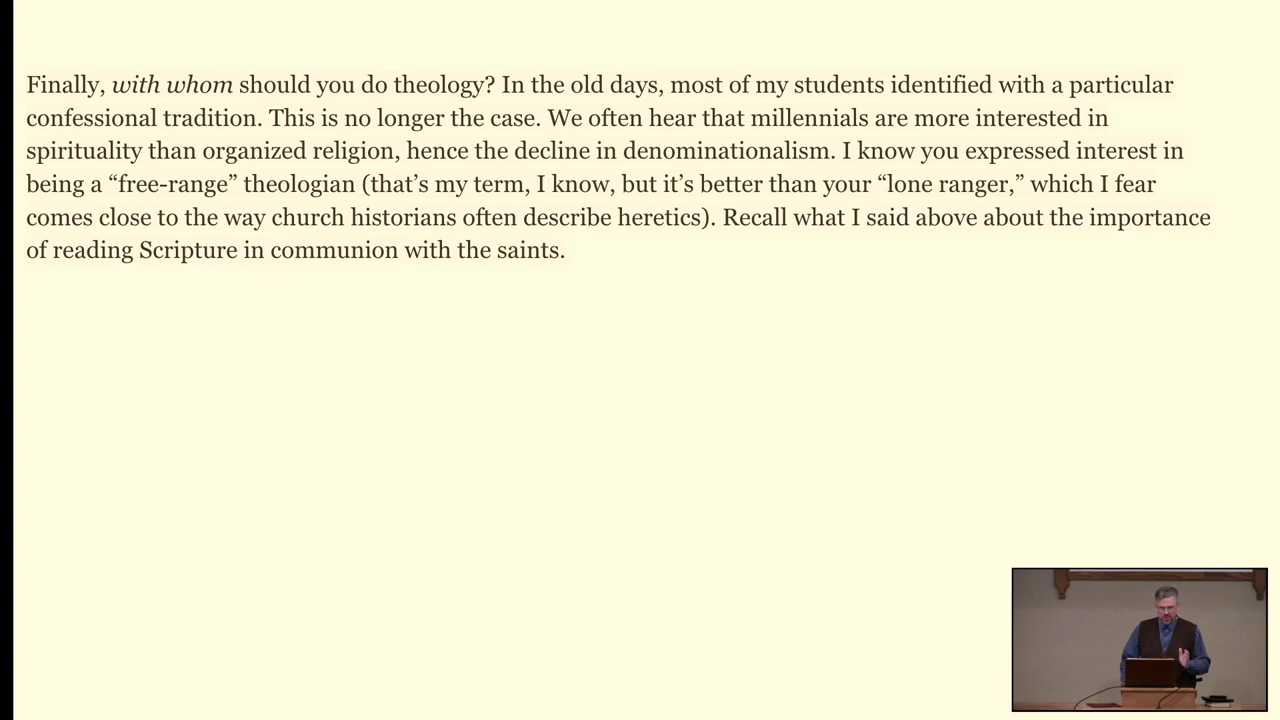 Finally, with whom should you do theology? In the old days, most of my students identified with a particular
confessional tradition. This is no longer the case. We often hear that millennials are more interested in
spirituality than organized religion, hence the decline in denominationalism. I know you expressed interest in
being a “free-range” theologian (that’s my term, I know, but it’s better than your “lone ranger,” which I fear
comes close to the way church historians often describe heretics). Recall what I said above about the importance
of reading Scripture in communion with the saints.